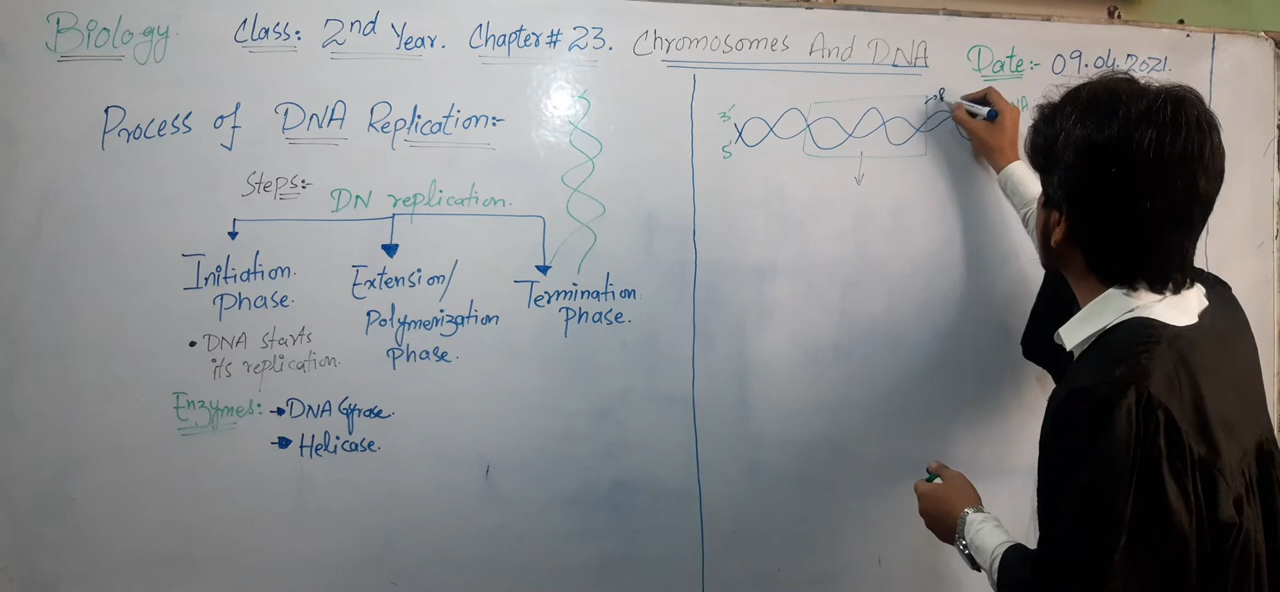 Biology. Class: 2nd Year. Chapter # 23. Chromosomes And DNA
Date:- 09.04.2021.
Process of DNA Replication:-
Steps:-
DN replication.
Initiation Phase.
Extension/ Polymerization Phase.
Termination Phase.
• DNA starts
its replication.
Enzymes: → DNA Gyrase.
→ Helicase.
3'
5'